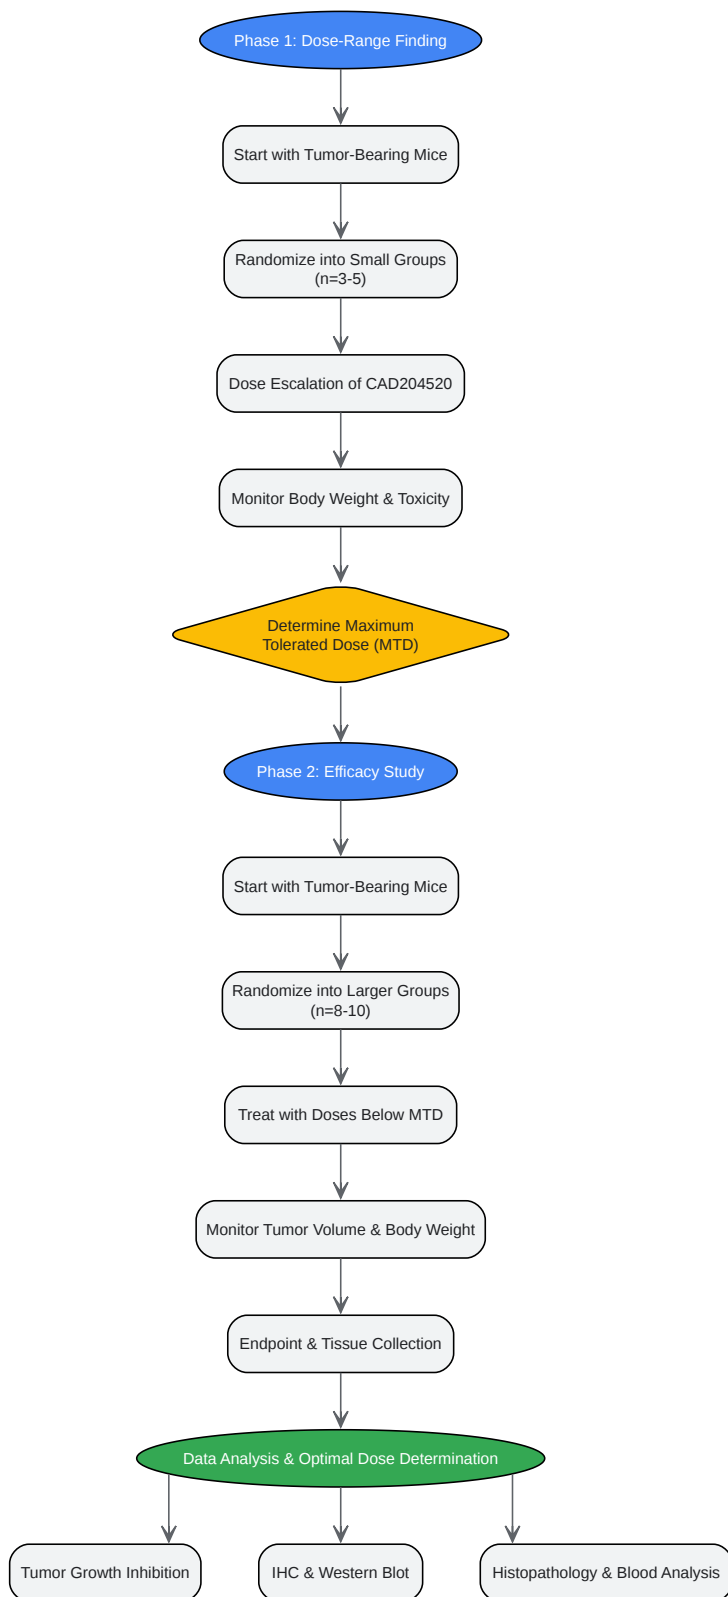 Phase 1: Dose-Range Finding
Start with Tumor-Bearing Mice
Randomize into Small Groups
(n=3-5)
Dose Escalation of CAD204520
Monitor Body Weight & Toxicity
Determine Maximum
Tolerated Dose (MTD)
Phase 2: Efficacy Study
Start with Tumor-Bearing Mice
Randomize into Larger Groups
(n=8-10)
Treat with Doses Below MTD
Monitor Tumor Volume & Body Weight
Endpoint & Tissue Collection
Data Analysis & Optimal Dose Determination
Tumor Growth Inhibition
IHC & Western Blot
Histopathology & Blood Analysis